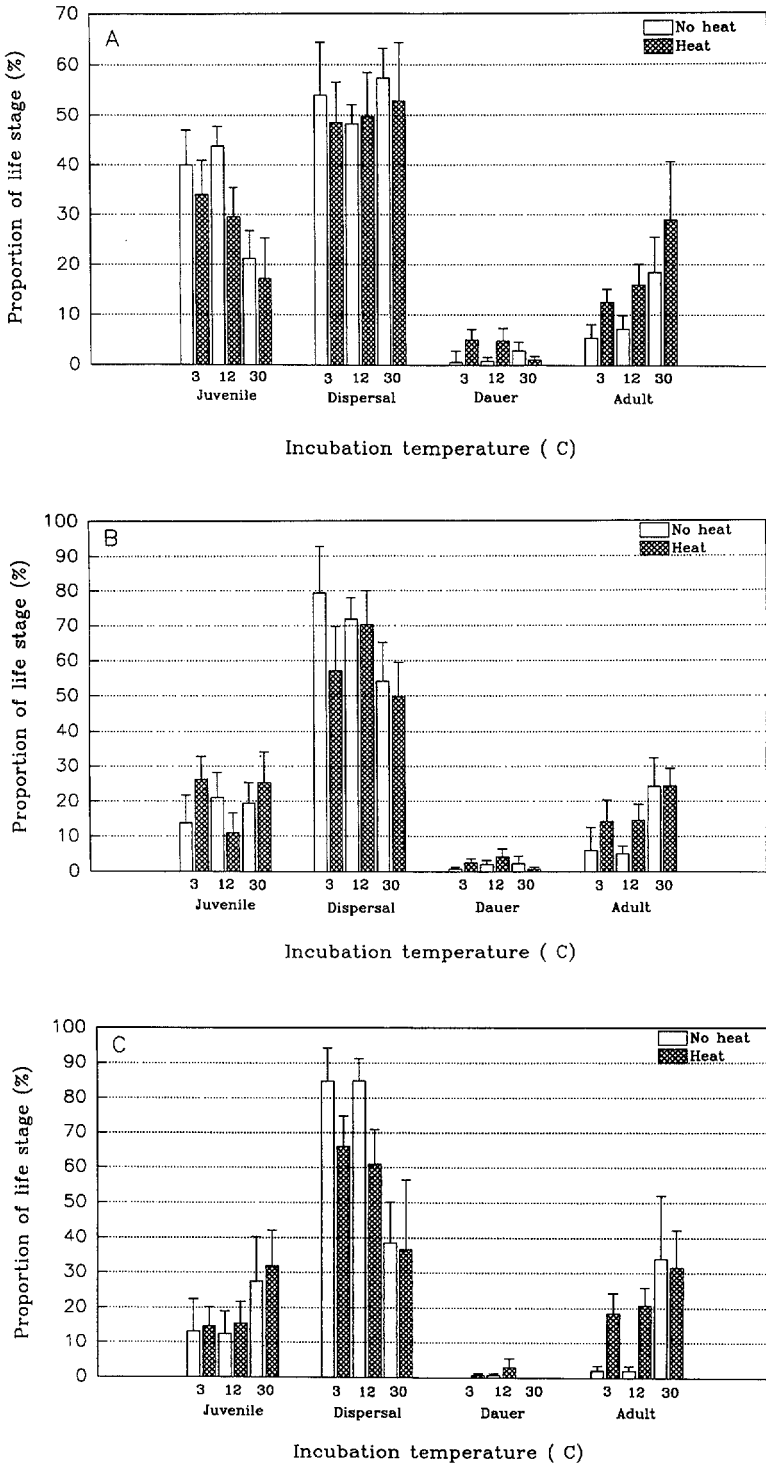 A
No heat
Heat
Proportion of life stage (%)
70
60
50
40
30
20
10
0
3 12 30 3 12 30 3 12 30 3 12 30
Juvenile Dispersal Dauer Adult
Incubation temperature ( C)
B
No heat
Heat
Proportion of life stage (%)
100
90
80
70
60
50
40
30
20
10
0
3 12 30 3 12 30 3 12 30 3 12 30
Juvenile Dispersal Dauer Adult
Incubation temperature ( C)
C
No heat
Heat
Proportion of life stage (%)
100
90
80
70
60
50
40
30
20
10
0
3 12 30 3 12 30 3 12 30 3 12 30
Juvenile Dispersal Dauer Adult
Incubation temperature ( C)